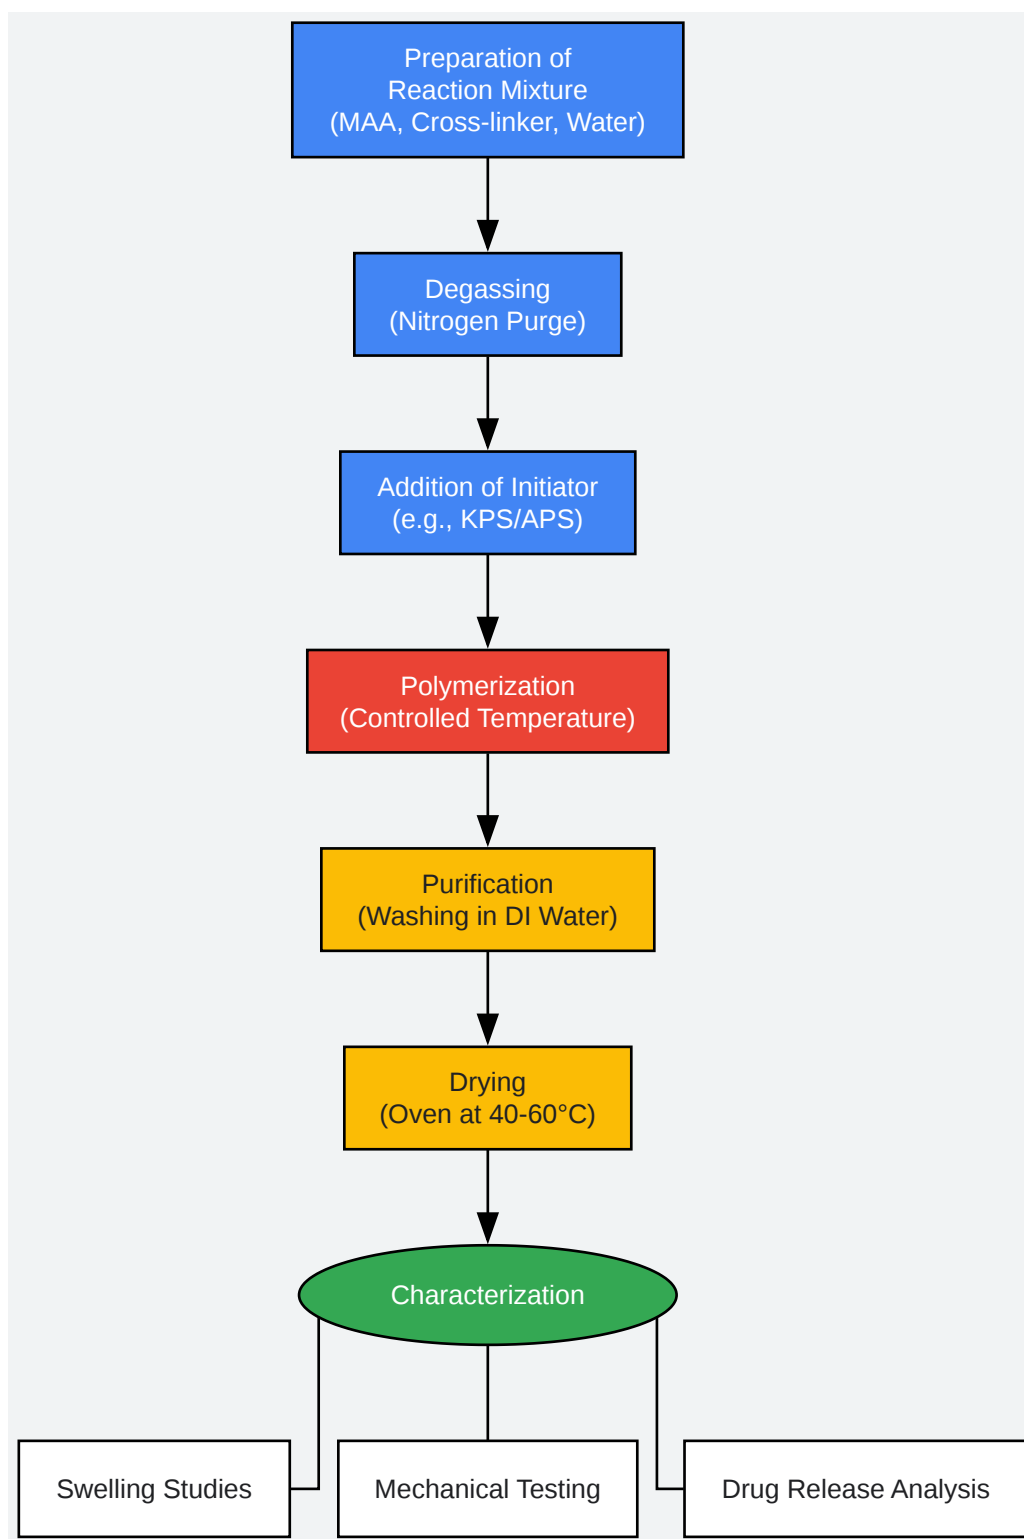 Preparation of
Reaction Mixture
(MAA, Cross-linker, Water)
Degassing
(Nitrogen Purge)
Addition of Initiator
(e.g., KPS/APS)
Polymerization
(Controlled Temperature)
Purification
(Washing in DI Water)
Drying
(Oven at 40-60°C)
Characterization
Swelling Studies
Mechanical Testing
Drug Release Analysis